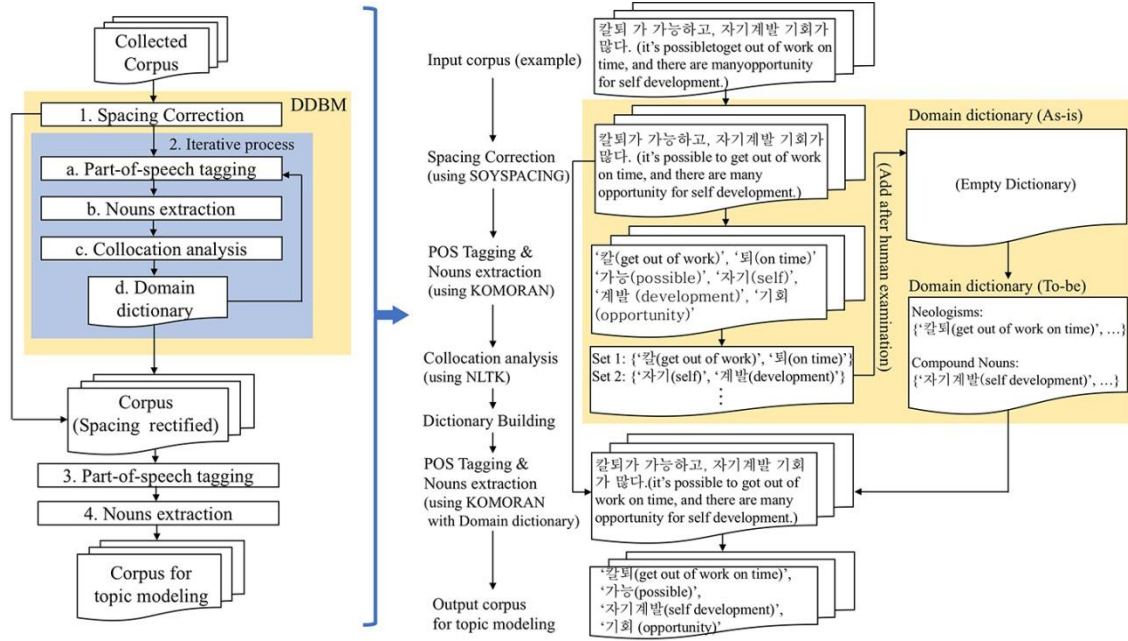 Collected
Corpus
DDBM
1. Spacing Correction
2. Iterative process
a. Part-of-speech tagging
b. Nouns extraction
c. Collocation analysis
d. Domain
dictionary
Corpus
(Spacing rectified)
3. Part-of-speech tagging
4. Nouns extraction
Corpus for
topic modeling
Input corpus (example)
Spacing Correction
(using SOYSPACING)
POS Tagging &
Nouns extraction
(using KOMORAN)
Collocation analysis
(using NLTK)
Dictionary Building
POS Tagging &
Nouns extraction
(using KOMORAN
with Domain dictionary)
Output corpus
for topic modeling
칼퇴 가 가능하고, 자기계발 기회가
많다. (it's possibletoget out of work on
time, and there are manyopportunity
for self development.)
칼퇴가 가능하고, 자기계발 기회가
많다. (it's possible to get out of work
on time, and there are many
opportunity for self development.)
'칼(get out of work)', '퇴(on time)'
'가능(possible)', '자기(self)',
'계발 (development)', '기회
(opportunity)'
Set 1: {'칼(get out of work)', '퇴(on time)'}
Set 2: {'자기(self)', '계발(development)'}
⋮
(Add after human examination)
Domain dictionary (As-is)
(Empty Dictionary)
Domain dictionary (To-be)
Neologisms:
{'칼퇴(get out of work on time)', …}
Compound Nouns:
{'자기계발(self development)', …}
칼퇴가 가능하고, 자기계발 기회
가 많다.(it's possible to got out of
work on time, and there are many
opportunity for self development.)
'칼퇴(get out of work on time)',
'가능(possible)',
'자기계발(self development)',
'기회 (opportunity)'